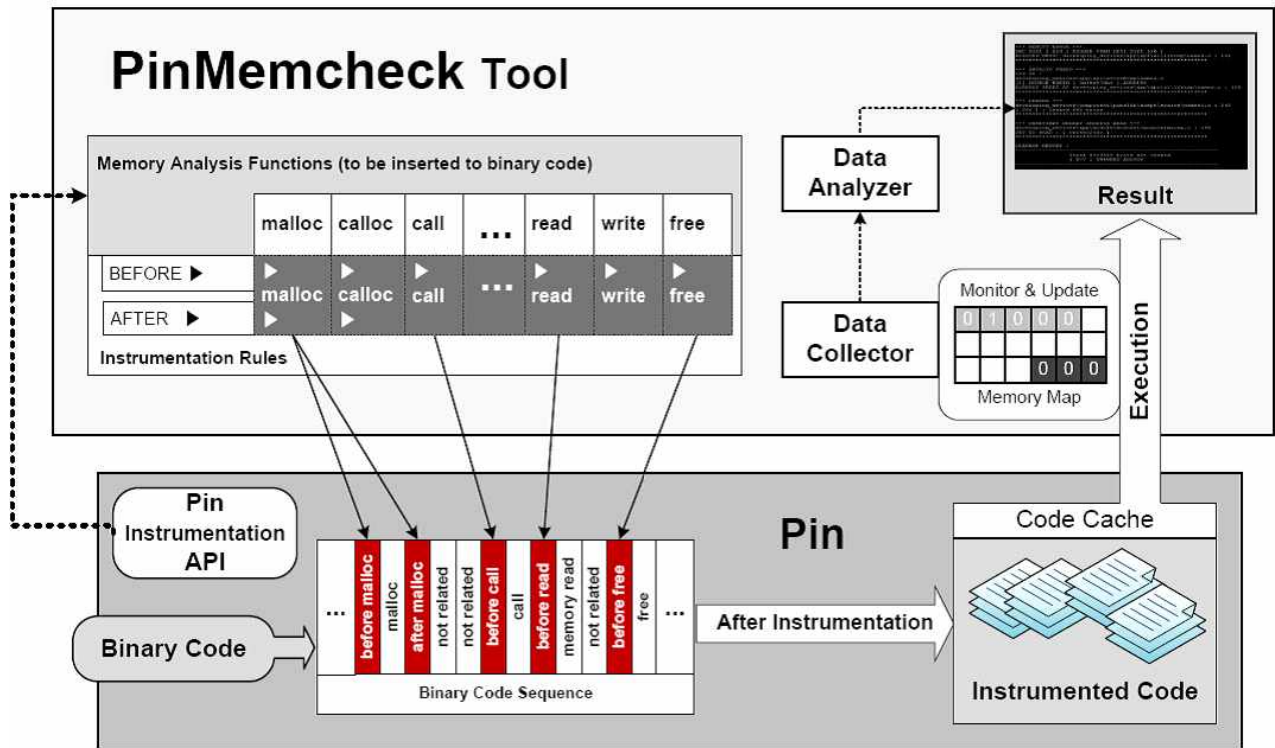 PinMemcheck Tool
Memory Analysis Functions (to be inserted to binary code)
malloc calloc call ... read write free
BEFORE
AFTER
malloc calloc call ... read write free
Instrumentation Rules
Data
Analyzer
Data
Collector
Result
Monitor & Update
0 1 0 0 0
0 0 0
Memory Map
Execution
Pin
Instrumentation
API
Binary Code
...
before malloc
malloc
after malloc
not related
not related
before call
call
before read
memory read
not related
before free
free
...
Binary Code Sequence
Pin
After Instrumentation
Code Cache
Instrumented Code